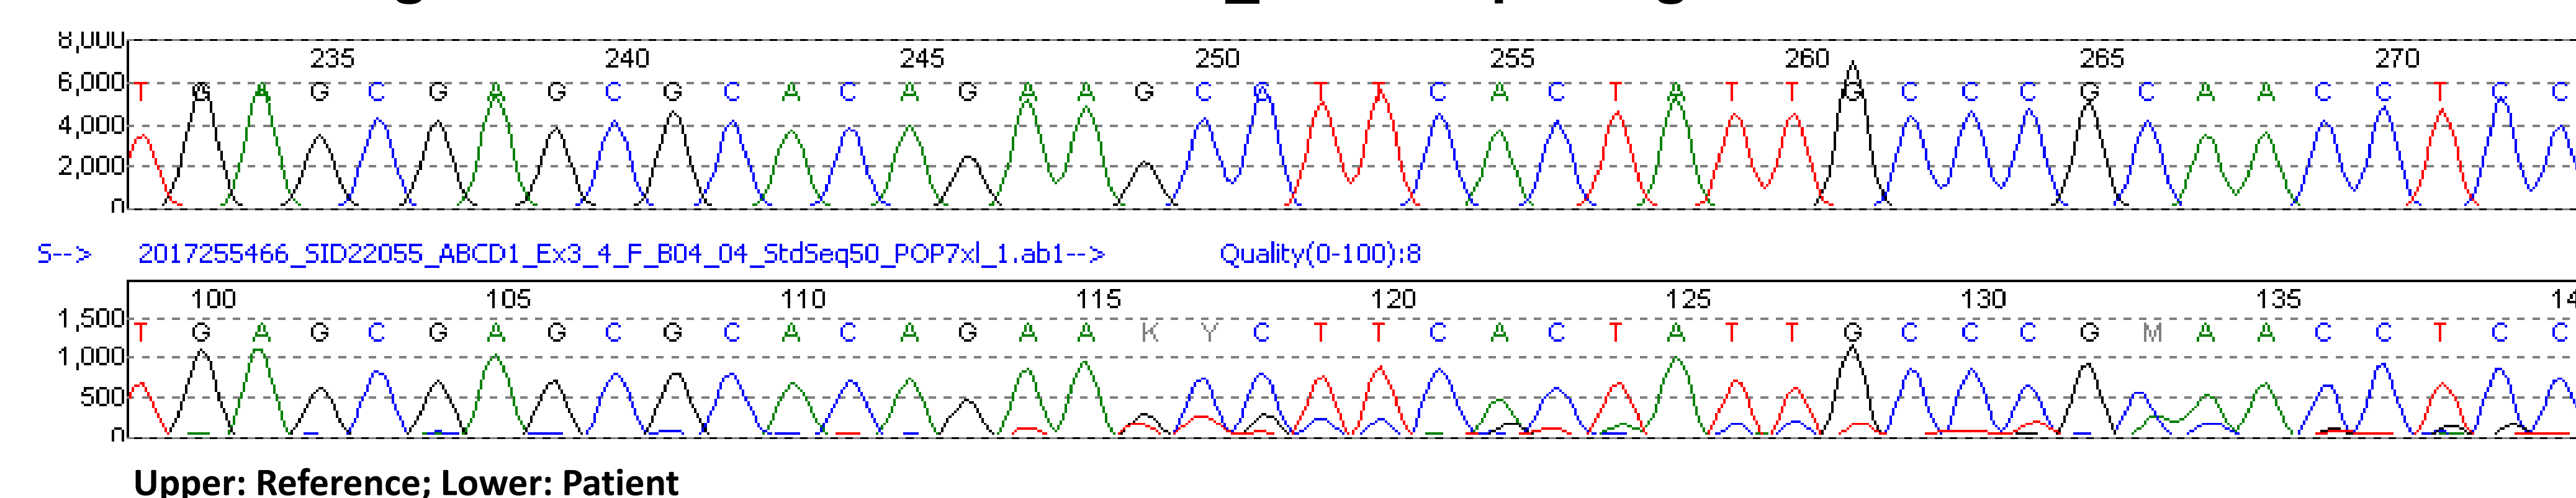 8,000 235 240 245 250 255 260 265 270
6,000
T G A G C G A G C G C A C A G A A G C C T T C A C T A T T G C C C G C A A C C T C C
4,000
2,000
0
S--> 2017255466_SID22055_ABCD1_Ex3_4_F_B04_04_StdSeq50_POP7xl_1.ab1--> Quality(0-100):8
100 105 110 115 120 125 130 135 14
1,500
T G A G C G A G C G C A C A G A A K Y C T T C A C T A T T G C C C G M A A C C T C C
1,000
500
0
Upper: Reference; Lower: Patient